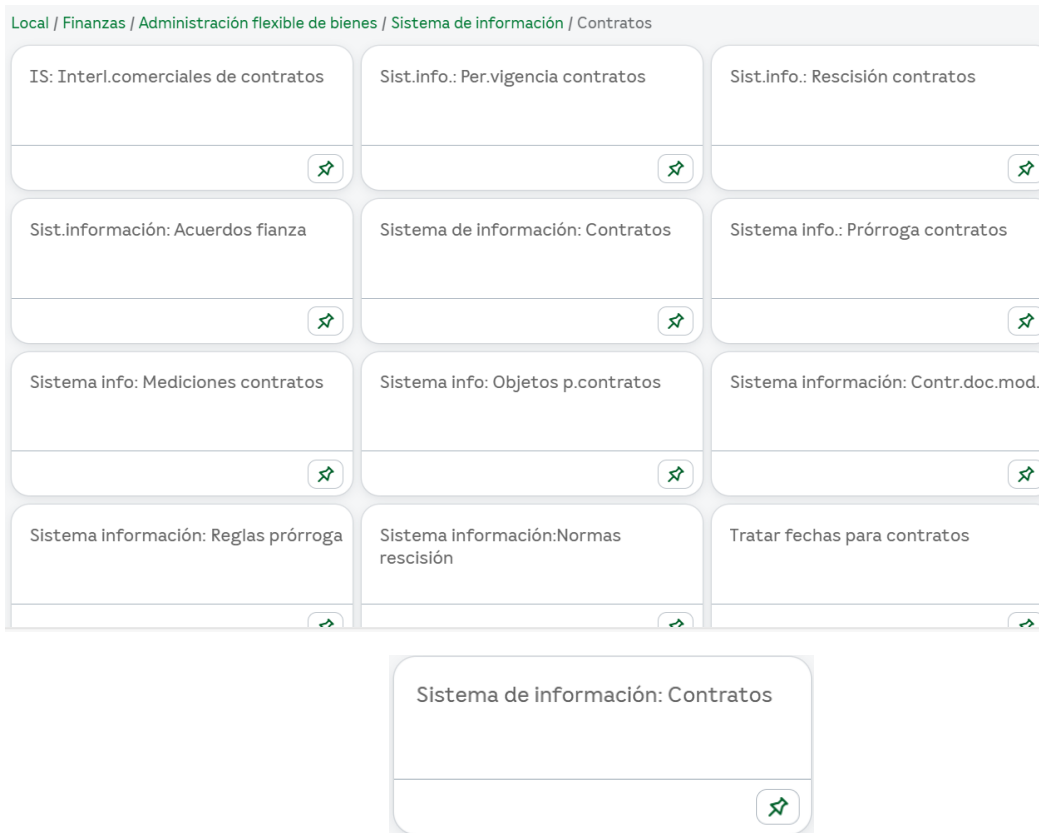 Local / Finanzas / Administración flexible de bienes / Sistema de información / Contratos
IS: Interl.comerciales de contratos
Sist.info.: Per.vigencia contratos
Sist.info.: Rescisión contratos
Sist.información: Acuerdos fianza
Sistema de información: Contratos
Sistema info.: Prórroga contratos
Sistema info: Mediciones contratos
Sistema info: Objetos p.contratos
Sistema información: Contr.doc.mod.
Sistema información: Reglas prórroga
Sistema información:Normas
rescisión
Tratar fechas para contratos
Sistema de información: Contratos